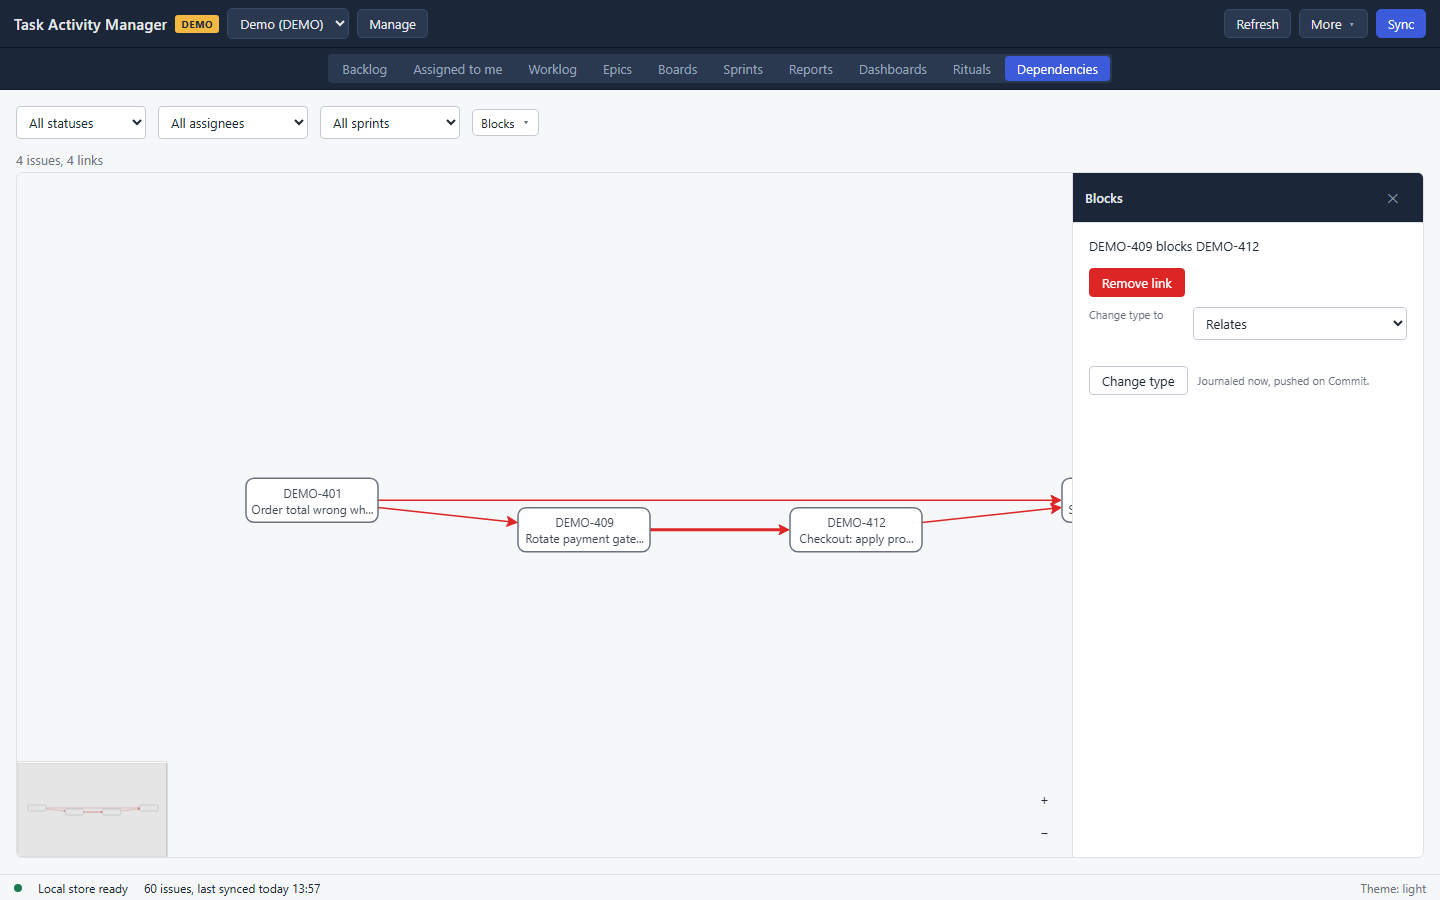 Task Activity Manager DEMO Demo (DEMO) Manage Refresh More Sync
Backlog Assigned to me Worklog Epics Boards Sprints Reports Dashboards Rituals Dependencies
All statuses All assignees All sprints Blocks
4 issues, 4 links
Blocks
DEMO-409 blocks DEMO-412
Remove link
Change type to Relates
Change type Journaled now, pushed on Commit.
DEMO-401
Order total wrong wh...
DEMO-409
Rotate payment gate...
DEMO-412
Checkout: apply pro...
S
+
−
Local store ready 60 issues, last synced today 13:57 Theme: light